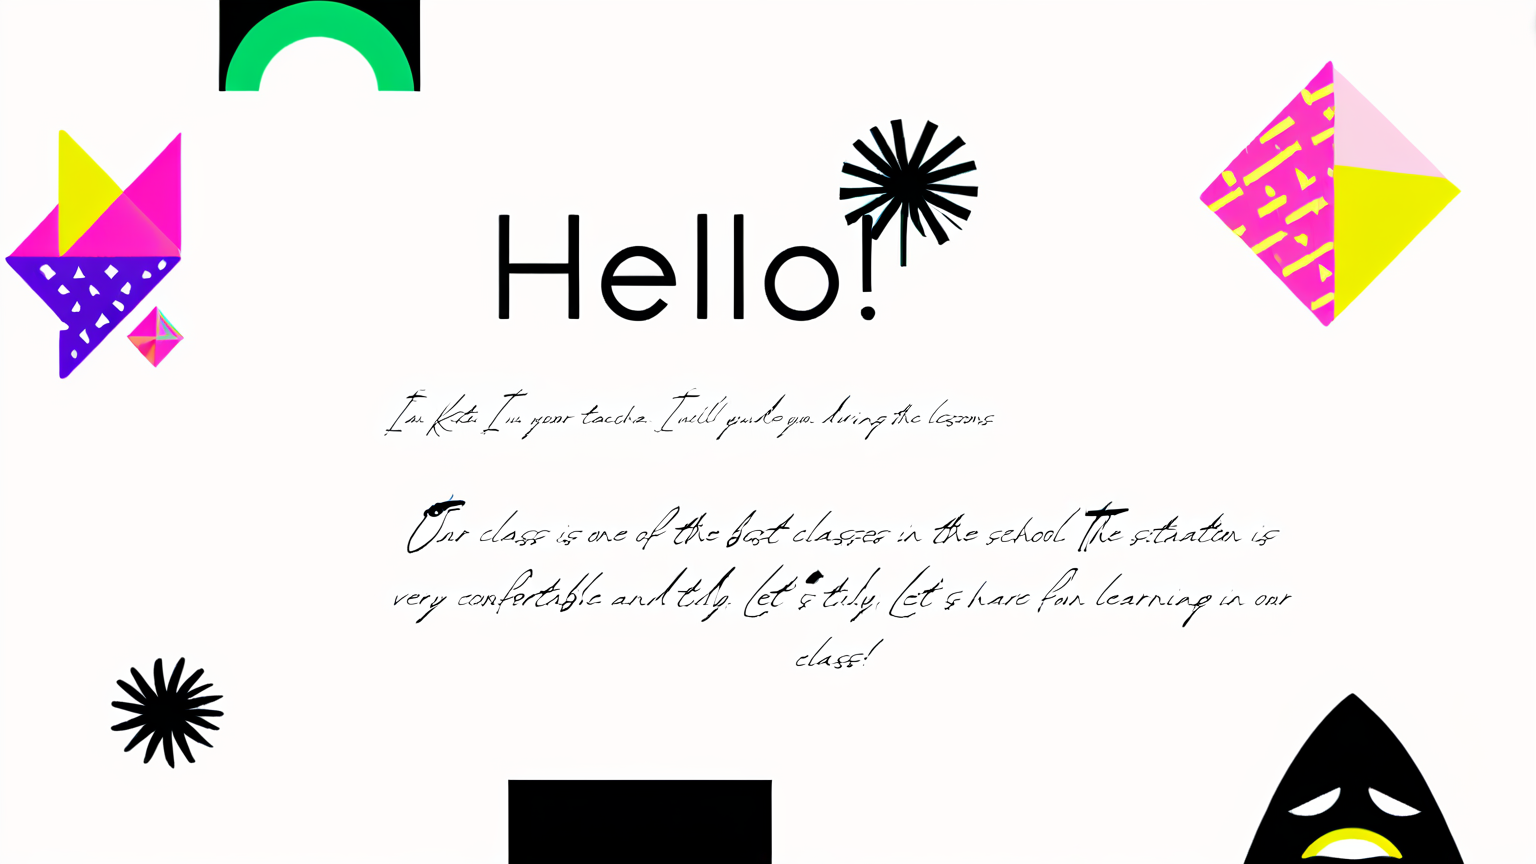 Hello!
I'm Kate I'm your teache. I will guide you during the lessons
Our class is one of the best classes in the school The situation is
very comfortable and tidy. Let's tidy, Let's have fun learning in our
class!